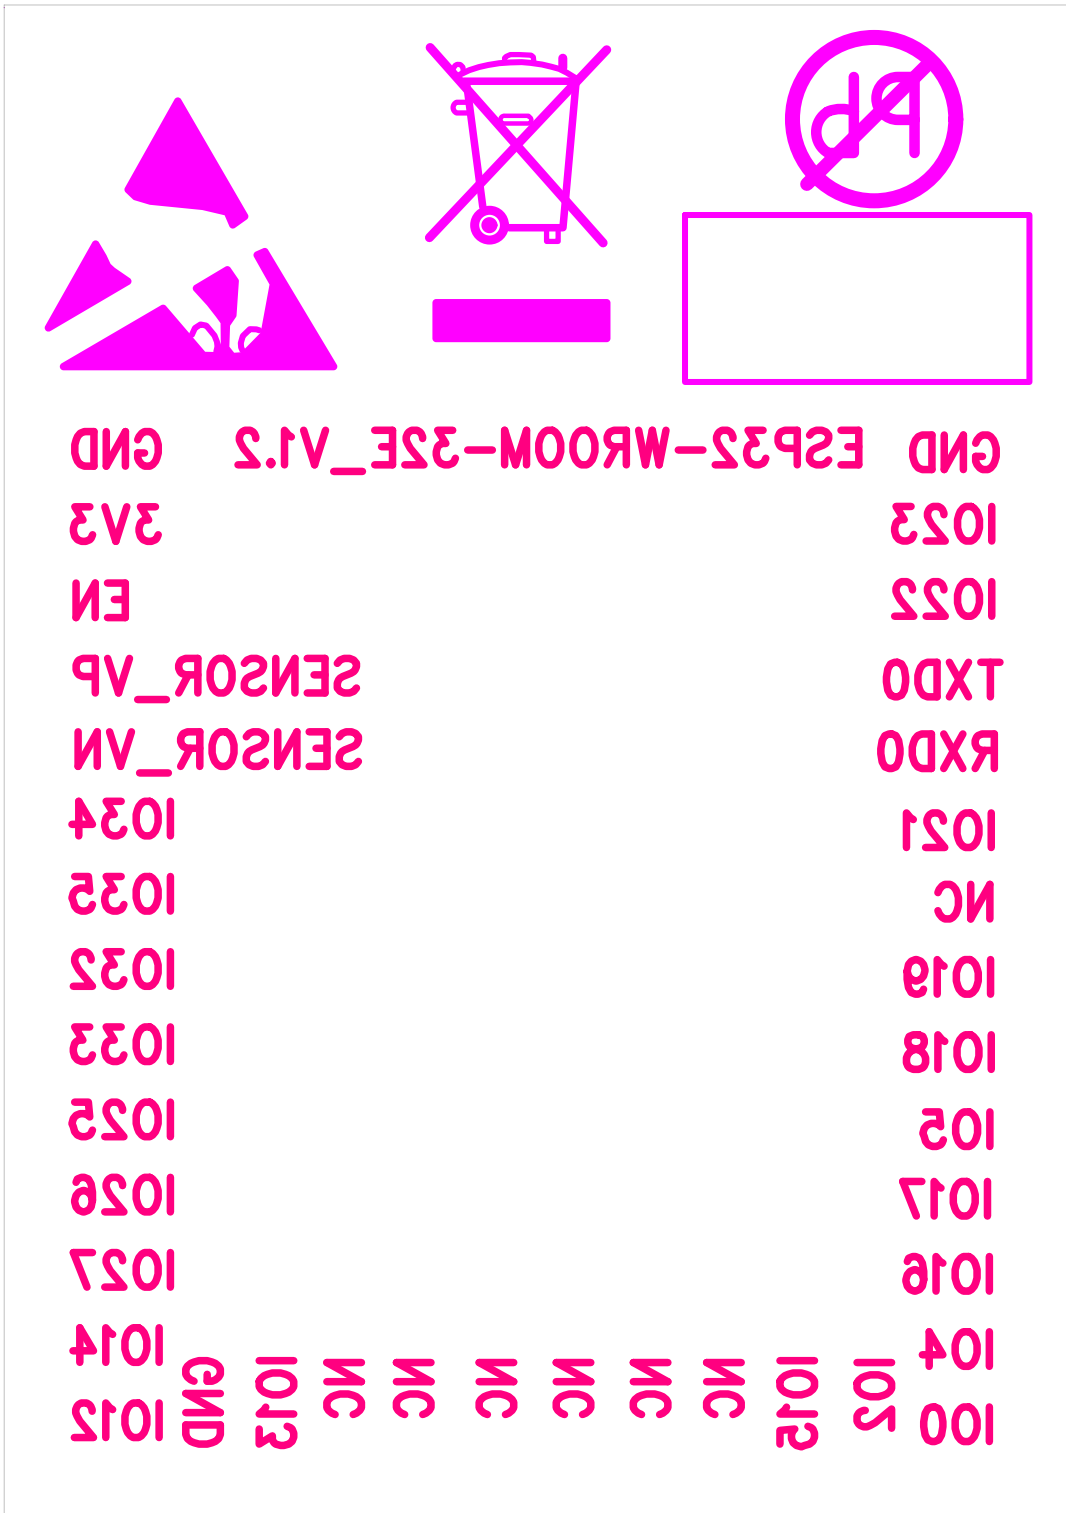 Pb
GND ESP32-WROOM-32E_V1.2 GND
3V3 IO23
EN IO22
SENSOR_VP TXD0
SENSOR_VN RXD0
IO34 IO21
IO35 NC
IO32 IO19
IO33 IO18
IO25 IO5
IO26 IO17
IO27 IO16
IO14 IO4
IO12 IO0
GND
IO13
NC
NC
NC
NC
NC
NC
IO15
IO2